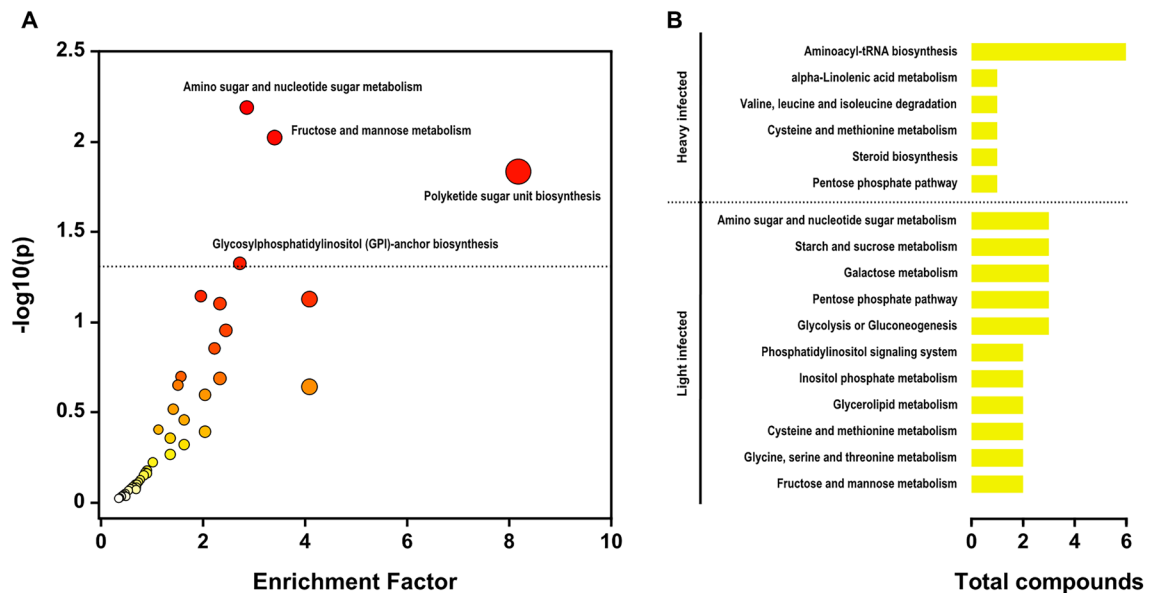 A
2.5
2
1.5
1
0.5
0
-log10(p)
Amino sugar and nucleotide sugar metabolism
Fructose and mannose metabolism
Polyketide sugar unit biosynthesis
Glycosylphosphatidylinositol (GPI)-anchor biosynthesis
0 2 4 6 8 10
Enrichment Factor
B
Heavy infected
Aminoacyl-tRNA biosynthesis
alpha-Linolenic acid metabolism
Valine, leucine and isoleucine degradation
Cysteine and methionine metabolism
Steroid biosynthesis
Pentose phosphate pathway
Light infected
Amino sugar and nucleotide sugar metabolism
Starch and sucrose metabolism
Galactose metabolism
Pentose phosphate pathway
Glycolysis or Gluconeogenesis
Phosphatidylinositol signaling system
Inositol phosphate metabolism
Glycerolipid metabolism
Cysteine and methionine metabolism
Glycine, serine and threonine metabolism
Fructose and mannose metabolism
0 2 4 6
Total compounds